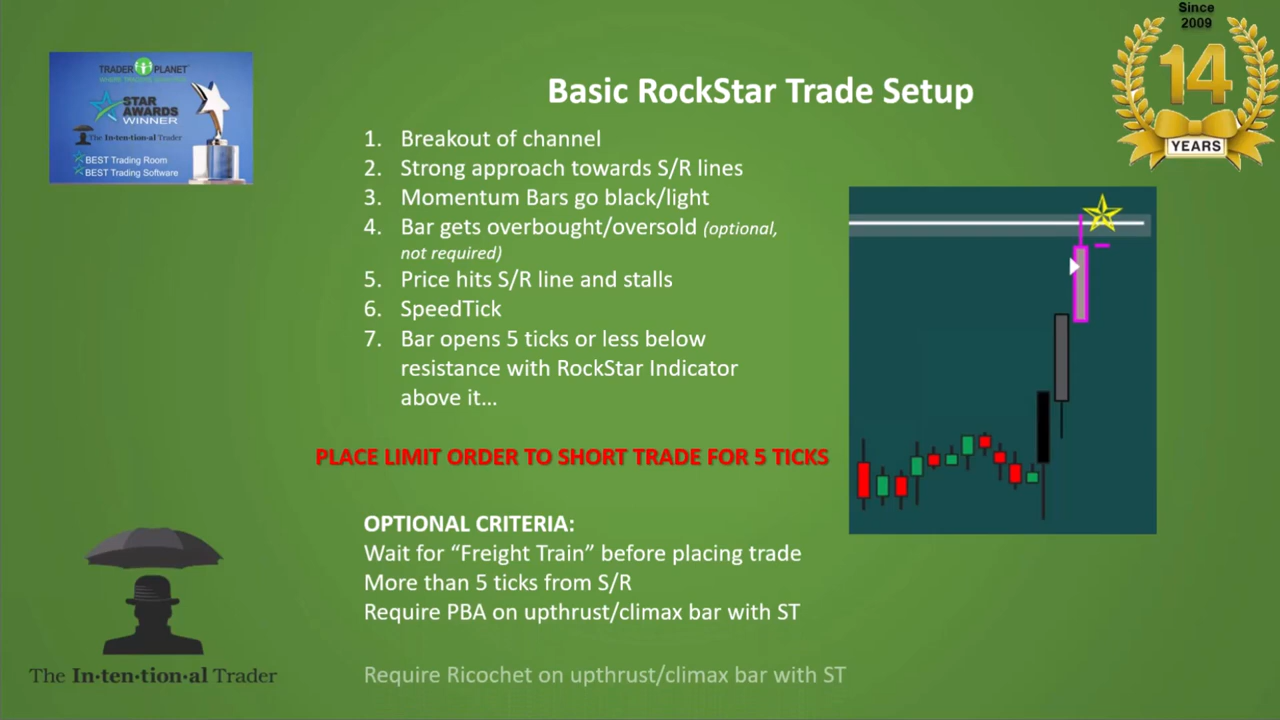 Since
2009
14
YEARS
TRADER PLANET
STAR
AWARDS
WINNER
The In·ten·tion·al Trader
BEST Trading Room
BEST Trading Software
Basic RockStar Trade Setup
1. Breakout of channel
2. Strong approach towards S/R lines
3. Momentum Bars go black/light
4. Bar gets overbought/oversold (optional,
not required)
5. Price hits S/R line and stalls
6. SpeedTick
7. Bar opens 5 ticks or less below
resistance with RockStar Indicator
above it…
PLACE LIMIT ORDER TO SHORT TRADE FOR 5 TICKS
OPTIONAL CRITERIA:
Wait for “Freight Train” before placing trade
More than 5 ticks from S/R
Require PBA on upthrust/climax bar with ST
Require Ricochet on upthrust/climax bar with ST
The In·ten·tion·al Trader